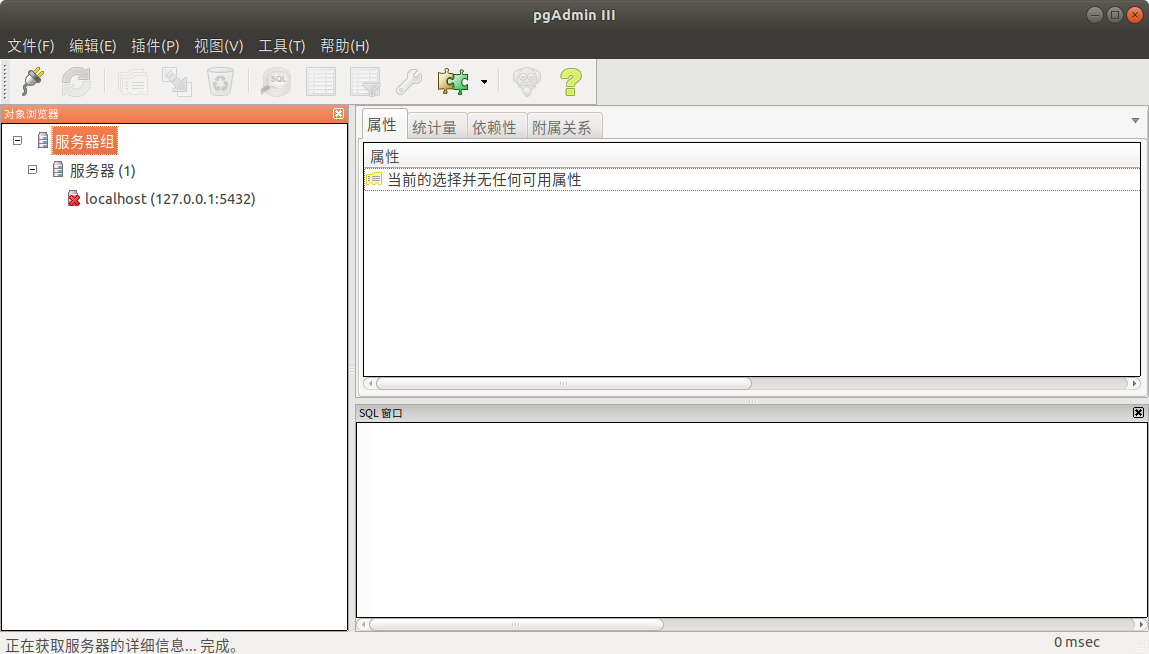 pgAdmin III
文件(F) 编辑(E) 插件(P) 视图(V) 工具(T) 帮助(H)
SQL
对象浏览器
服务器组
服务器 (1)
localhost (127.0.0.1:5432)
属性 统计量 依赖性 附属关系
属性
当前的选择并无任何可用属性
SQL 窗口
正在获取服务器的详细信息... 完成。
0 msec